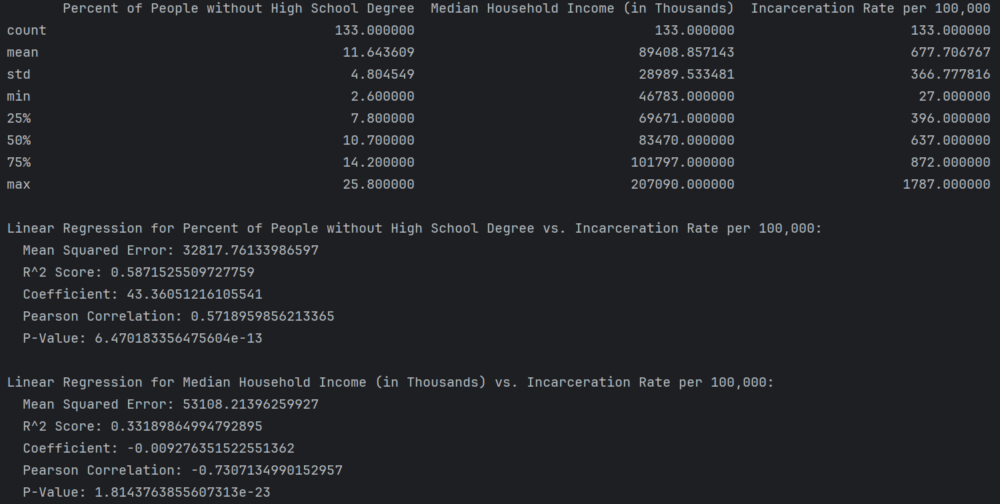 Percent of People without High School Degree  Median Household Income (in Thousands)  Incarceration Rate per 100,000
count 133.000000 133.000000 133.000000
mean 11.643609 89408.857143 677.706767
std 4.804549 28989.533481 366.777816
min 2.600000 46783.000000 27.000000
25% 7.800000 69671.000000 396.000000
50% 10.700000 83470.000000 637.000000
75% 14.200000 101797.000000 872.000000
max 25.800000 207090.000000 1787.000000
Linear Regression for Percent of People without High School Degree vs. Incarceration Rate per 100,000:
Mean Squared Error: 32817.76133986597
R^2 Score: 0.5871525509727759
Coefficient: 43.36051216105541
Pearson Correlation: 0.5718959856213365
P-Value: 6.470183356475604e-13
Linear Regression for Median Household Income (in Thousands) vs. Incarceration Rate per 100,000:
Mean Squared Error: 53108.21396259927
R^2 Score: 0.33189864994792895
Coefficient: -0.009276351522551362
Pearson Correlation: -0.7307134990152957
P-Value: 1.8143763855607313e-23